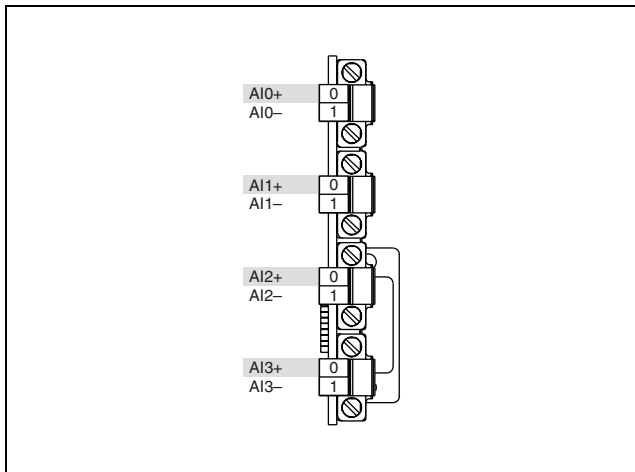 AI0+ 0
AI0– 1
AI1+ 0
AI1– 1
AI2+ 0
AI2– 1
AI3+ 0
AI3– 1